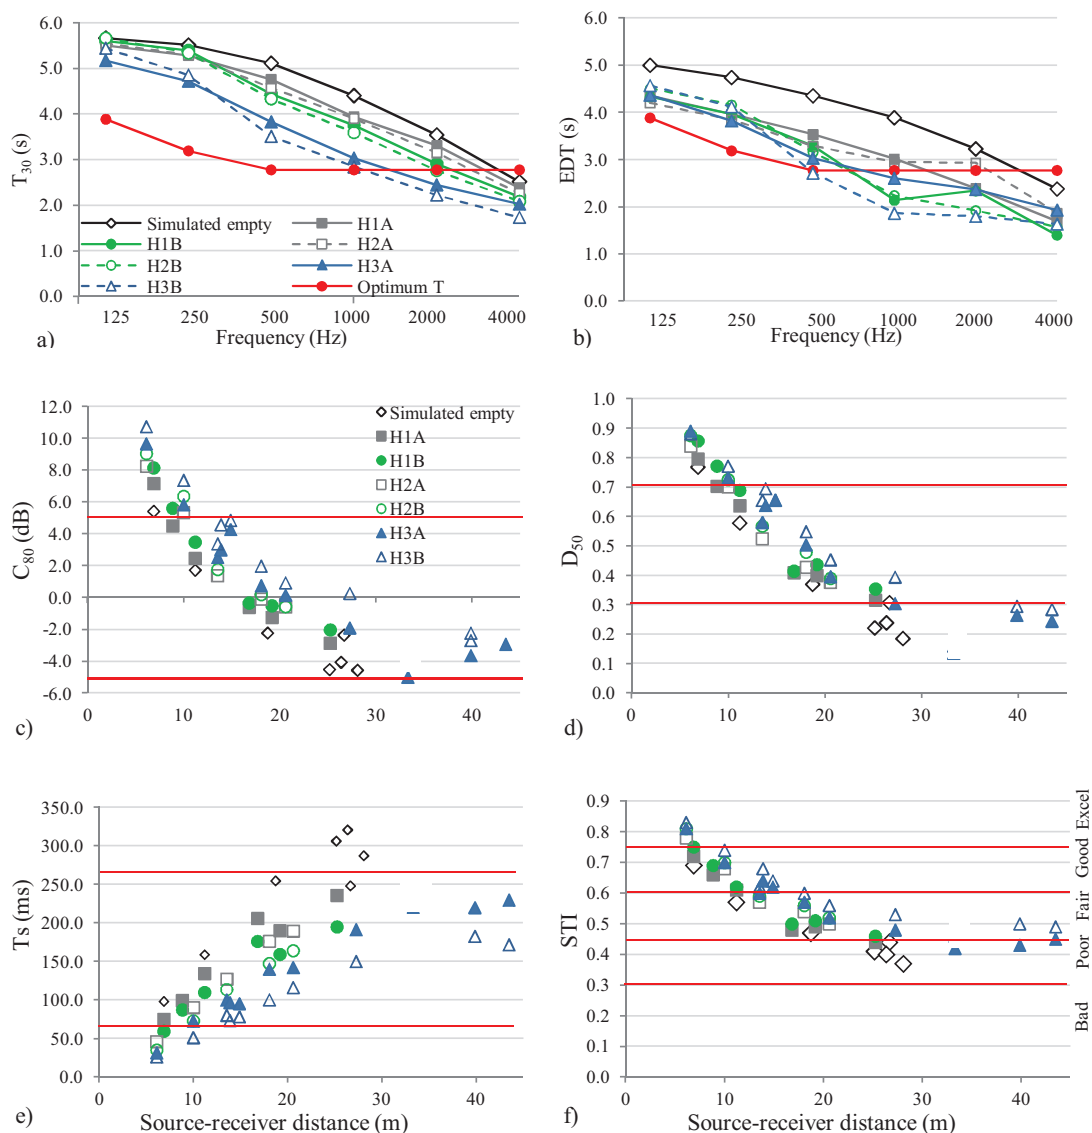 6.0
5.0
4.0
3.0
2.0
1.0
0.0
T30 (s)
Simulated empty
H1A
H1B
H2A
H2B
H3A
H3B
Optimum T
125
250
500
1000
2000
4000
Frequency (Hz)
a)
6.0
5.0
4.0
3.0
2.0
1.0
0.0
EDT (s)
125
250
500
1000
2000
4000
Frequency (Hz)
b)
12.0
10.0
8.0
6.0
4.0
2.0
0.0
-2.0
-4.0
-6.0
C80 (dB)
Simulated empty
H1A
H1B
H2A
H2B
H3A
H3B
0
10
20
30
40
c)
1.0
0.9
0.8
0.7
0.6
0.5
0.4
0.3
0.2
0.1
0.0
D50
0
10
20
30
40
d)
350.0
300.0
250.0
200.0
150.0
100.0
50.0
0.0
Ts (ms)
0
10
20
30
40
Source-receiver distance (m)
e)
0.9
0.8
0.7
0.6
0.5
0.4
0.3
0.2
0.1
0.0
STI
Excel
Good
Fair
Poor
Bad
0
10
20
30
40
Source-receiver distance (m)
f)